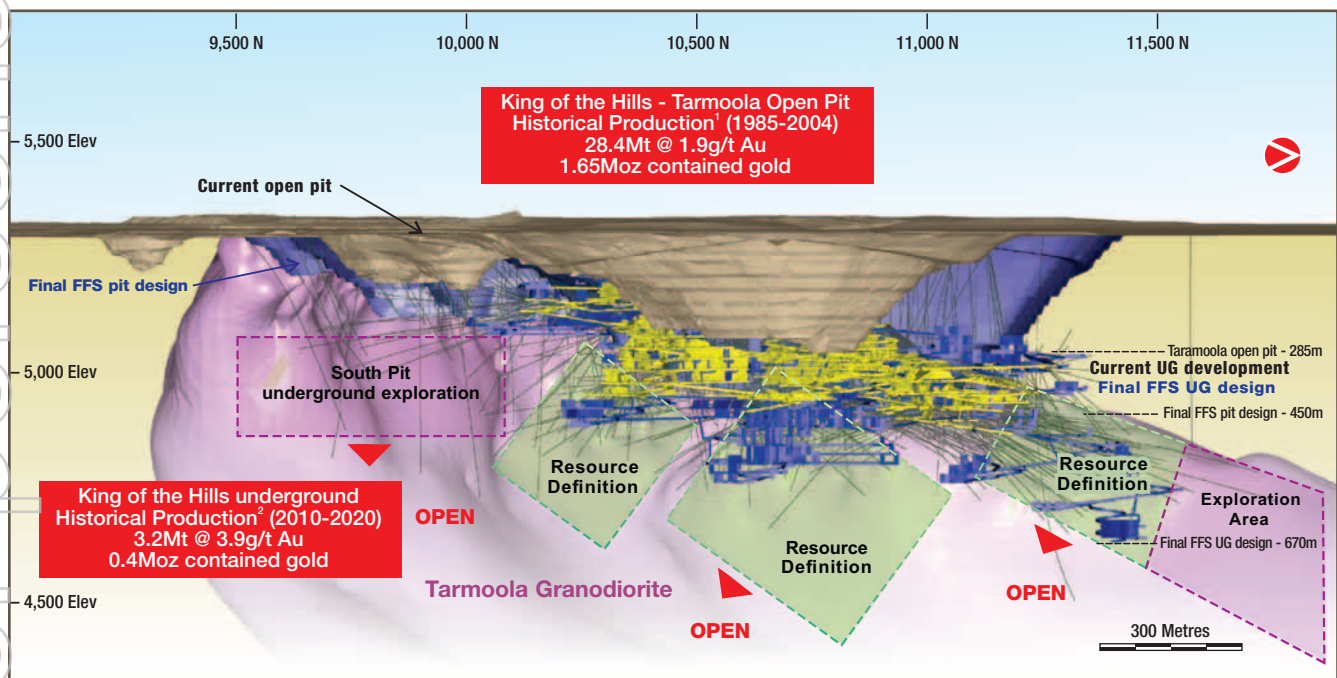 9,500 N
10,000 N
10,500 N
11,000 N
11,500 N
King of the Hills - Tarmoola Open Pit
Historical Production¹ (1985-2004)
28.4Mt @ 1.9g/t Au
1.65Moz contained gold
5,500 Elev
Current open pit
Final FFS pit design
Taramoola open pit - 285m
5,000 Elev
Current UG development
Final FFS UG design
South Pit
underground exploration
Final FFS pit design - 450m
Resource
Definition
Resource
Definition
Exploration
Area
King of the Hills underground
Historical Production² (2010-2020)
3.2Mt @ 3.9g/t Au
0.4Moz contained gold
OPEN
Final FFS UG design - 670m
Resource
Definition
Tarmoola Granodiorite
OPEN
OPEN
4,500 Elev
300 Metres